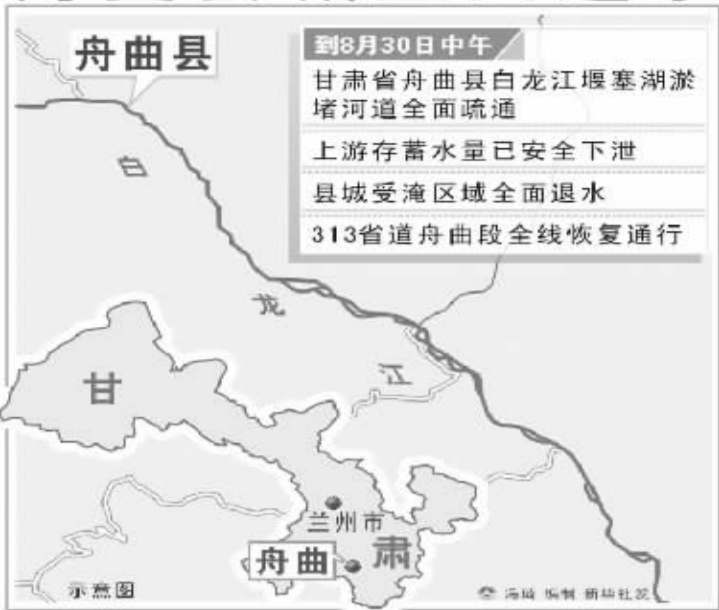 舟曲县
到8月30日中午
甘肃省舟曲县白龙江堰塞湖淤
堵河道全面疏通
上游存蓄水量已安全下泄
县城受淹区域全面退水
313省道舟曲段全线恢复通行
白
龙
江
甘
兰州市
舟曲
肃
示意图
编制 新华社发